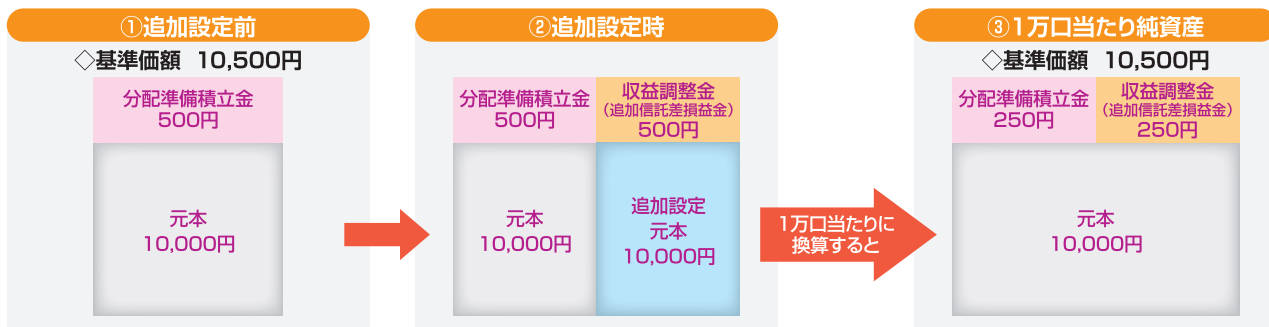 ①追加設定前
◇基準価額 10,500円
分配準備積立金
500円
元本
10,000円
②追加設定時
分配準備積立金
500円
収益調整金
（追加信託差損益金）
500円
元本
10,000円
追加設定
元本
10,000円
1万口当たりに
換算すると
③1万口当たり純資産
◇基準価額 10,500円
分配準備積立金
250円
収益調整金
（追加信託差損益金）
250円
元本
10,000円